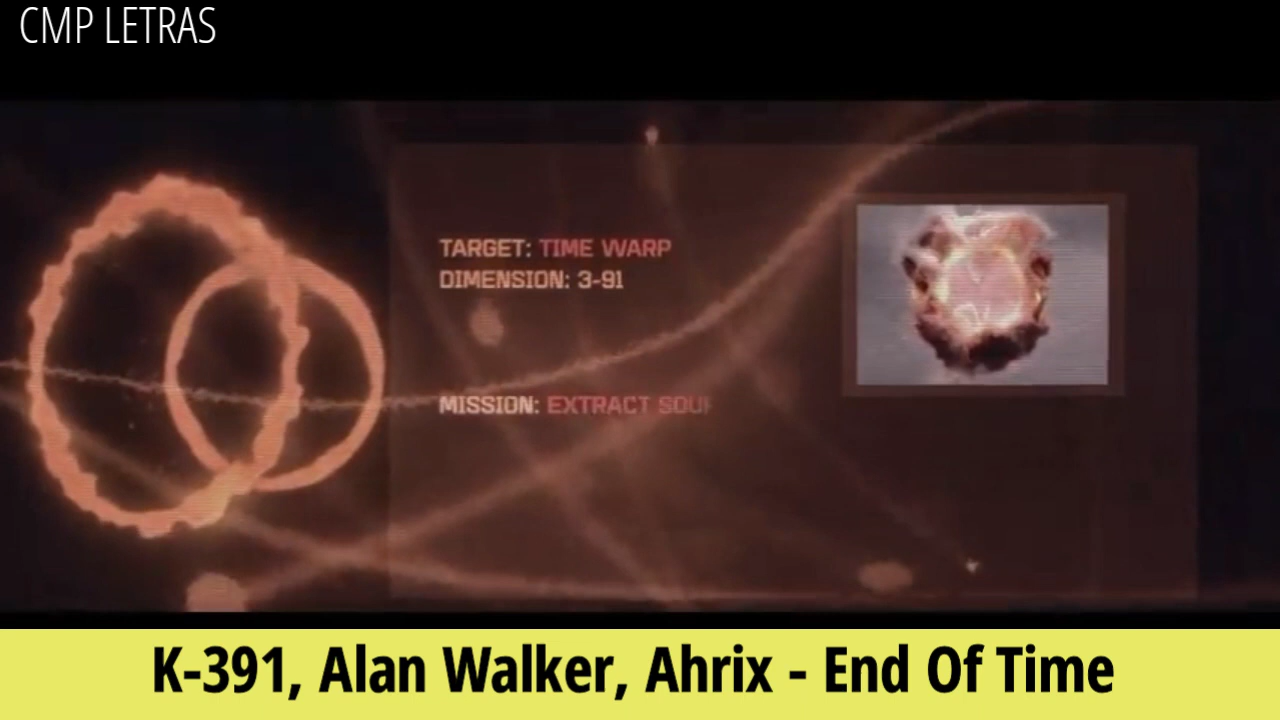 CMP LETRAS
TARGET: TIME WARP
DIMENSION: 3-91
MISSION: EXTRACT
K-391, Alan Walker, Ahrix - End Of Time